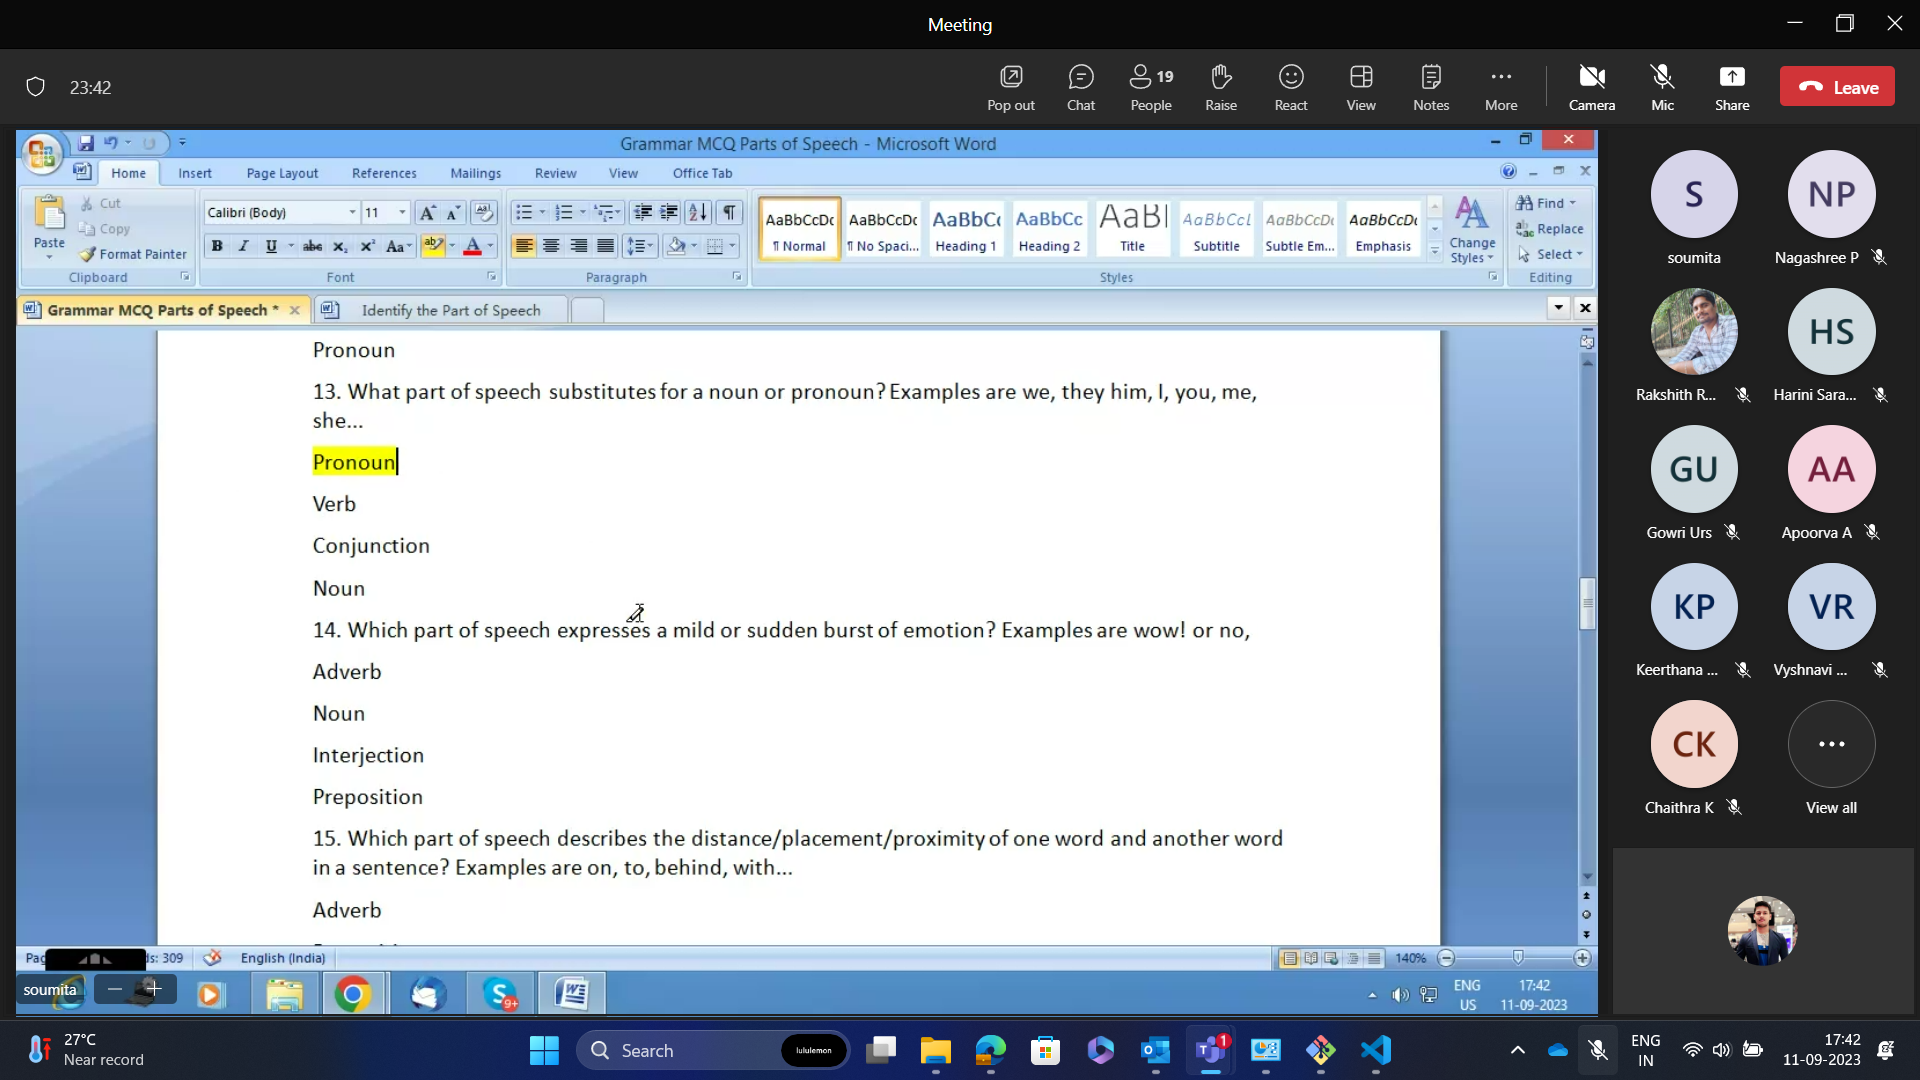 Meeting
23:42
Pop out
Chat
19
People
Raise
React
View
Notes
More
Camera
Mic
Share
Leave
Grammar MCQ Parts of Speech - Microsoft Word
Home
Insert
Page Layout
References
Mailings
Review
View
Office Tab
Paste
Cut
Copy
Format Painter
Clipboard
Calibri (Body)
11
Font
Paragraph
AaBbCcDc
¶ Normal
AaBbCcDc
¶ No Spaci...
AaBbC
Heading 1
AaBbCc
Heading 2
AaB
Title
AaBbCcL
Subtitle
AaBbCcDc
Subtle Em...
AaBbCcDc
Emphasis
Styles
Change
Styles
Find
Replace
Select
Editing
Grammar MCQ Parts of Speech *
Identify the Part of Speech
Pronoun
13. What part of speech substitutes for a noun or pronoun? Examples are we, they him, I, you, me,
she...
Pronoun
Verb
Conjunction
Noun
14. Which part of speech expresses a mild or sudden burst of emotion? Examples are wow! or no,
Adverb
Noun
Interjection
Preposition
15. Which part of speech describes the distance/placement/proximity of one word and another word
in a sentence? Examples are on, to, behind, with...
Adverb
Pag
ls: 309
English (India)
140%
soumita
S
9+
ENG
US
17:42
11-09-2023
S
soumita
NP
Nagashree P
Rakshith R...
HS
Harini Sara...
GU
Gowri Urs
AA
Apoorva A
KP
Keerthana ...
VR
Vyshnavi ...
CK
Chaithra K
View all
27°C
Near record
Search
lululemon
1
ENG
IN
17:42
11-09-2023